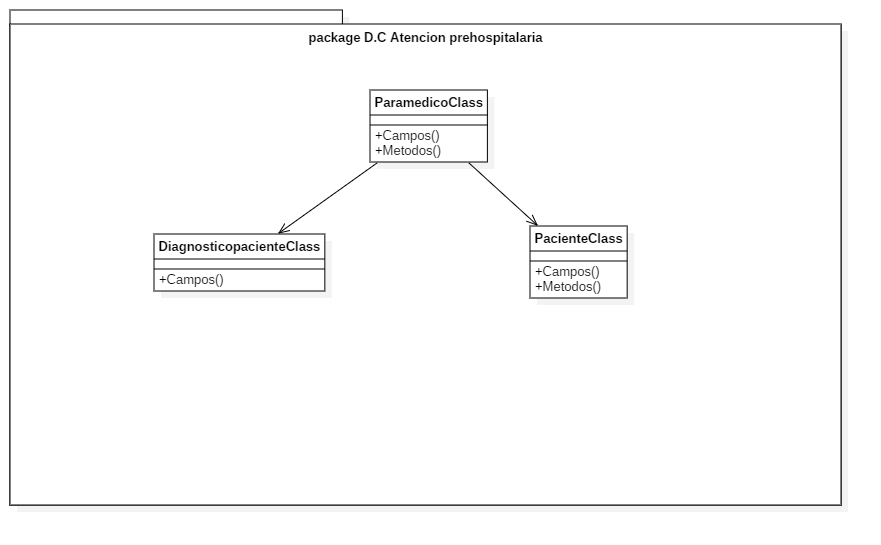 package D.C Atencion prehospitalaria
ParamedicoClass
+Campos()
+Metodos()
DiagnosticopacienteClass
+Campos()
PacienteClass
+Campos()
+Metodos()